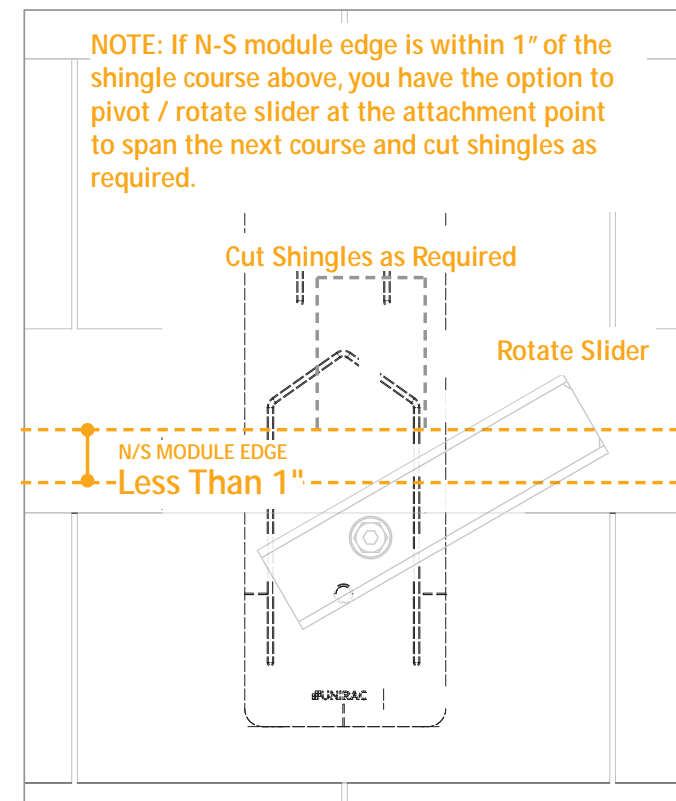 NOTE: If N-S module edge is within 1" of the
shingle course above, you have the option to
pivot / rotate slider at the attachment point
to span the next course and cut shingles as
required.
Cut Shingles as Required
Rotate Slider
N/S MODULE EDGE
Less Than 1"
#UNIRAC